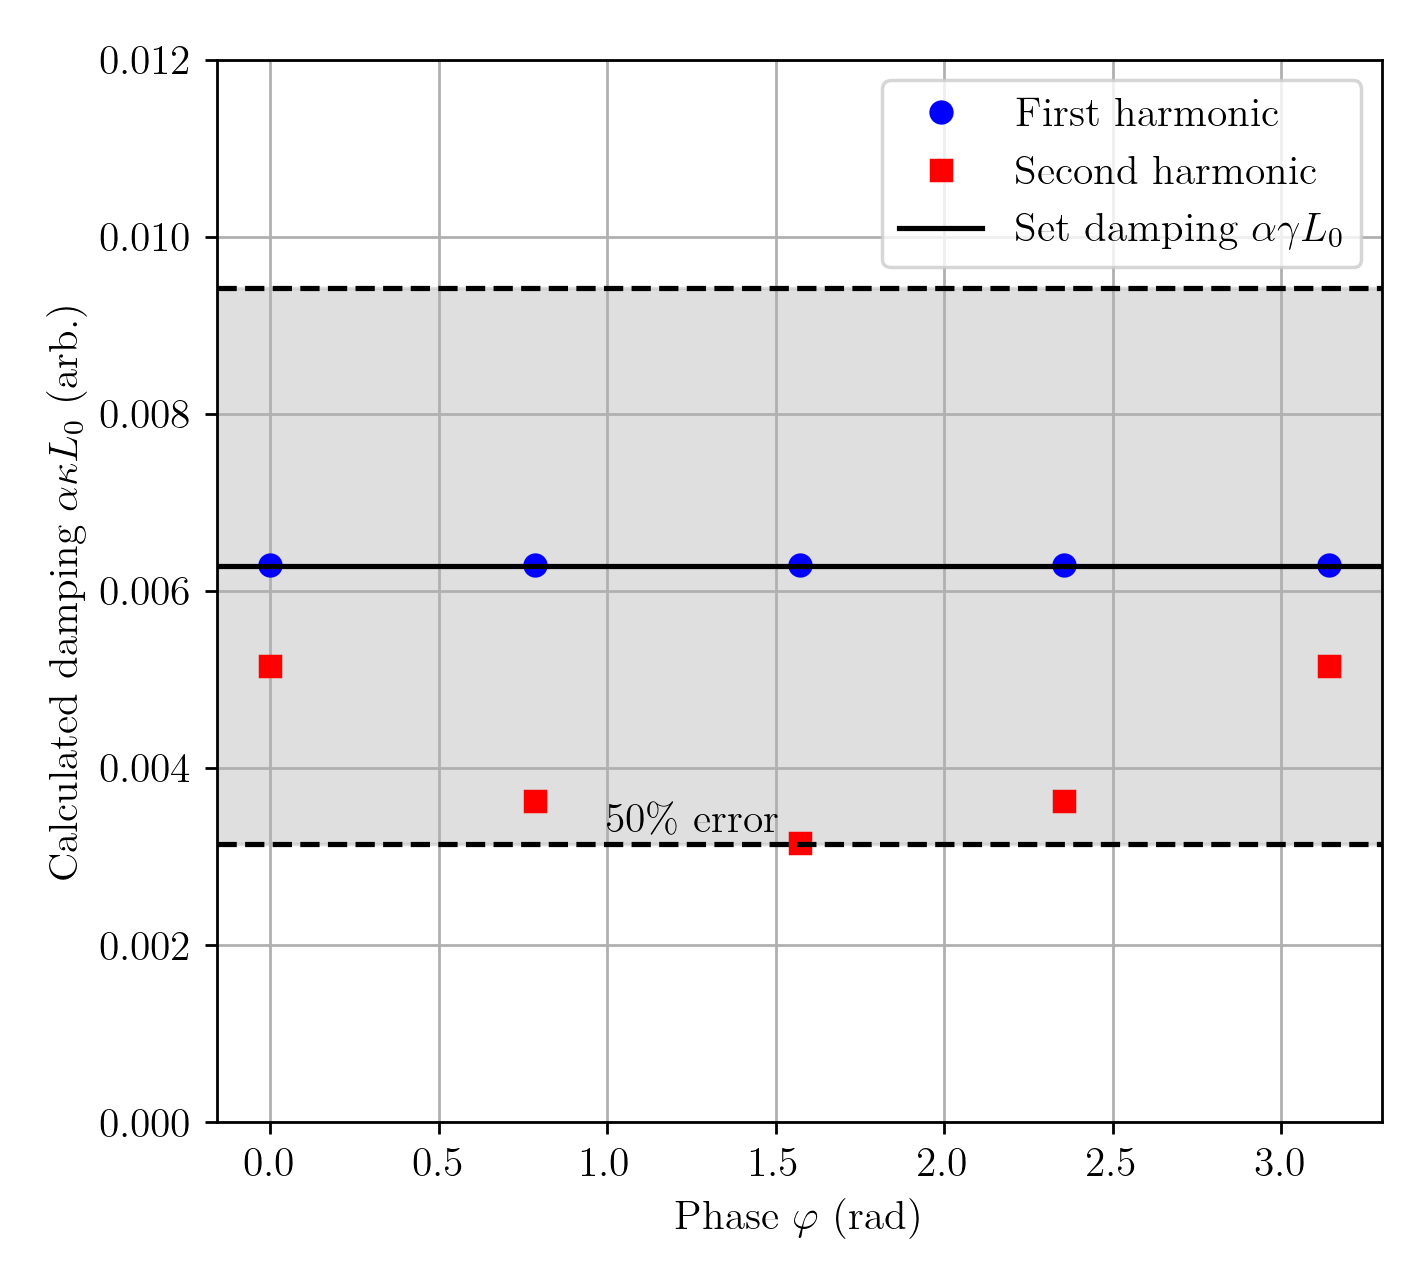 0.012
0.010
0.008
0.006
0.004
0.002
0.000
Calculated damping ακL₀ (arb.)
First harmonic
Second harmonic
Set damping αγL₀
50% error
0.0 0.5 1.0 1.5 2.0 2.5 3.0
Phase φ (rad)